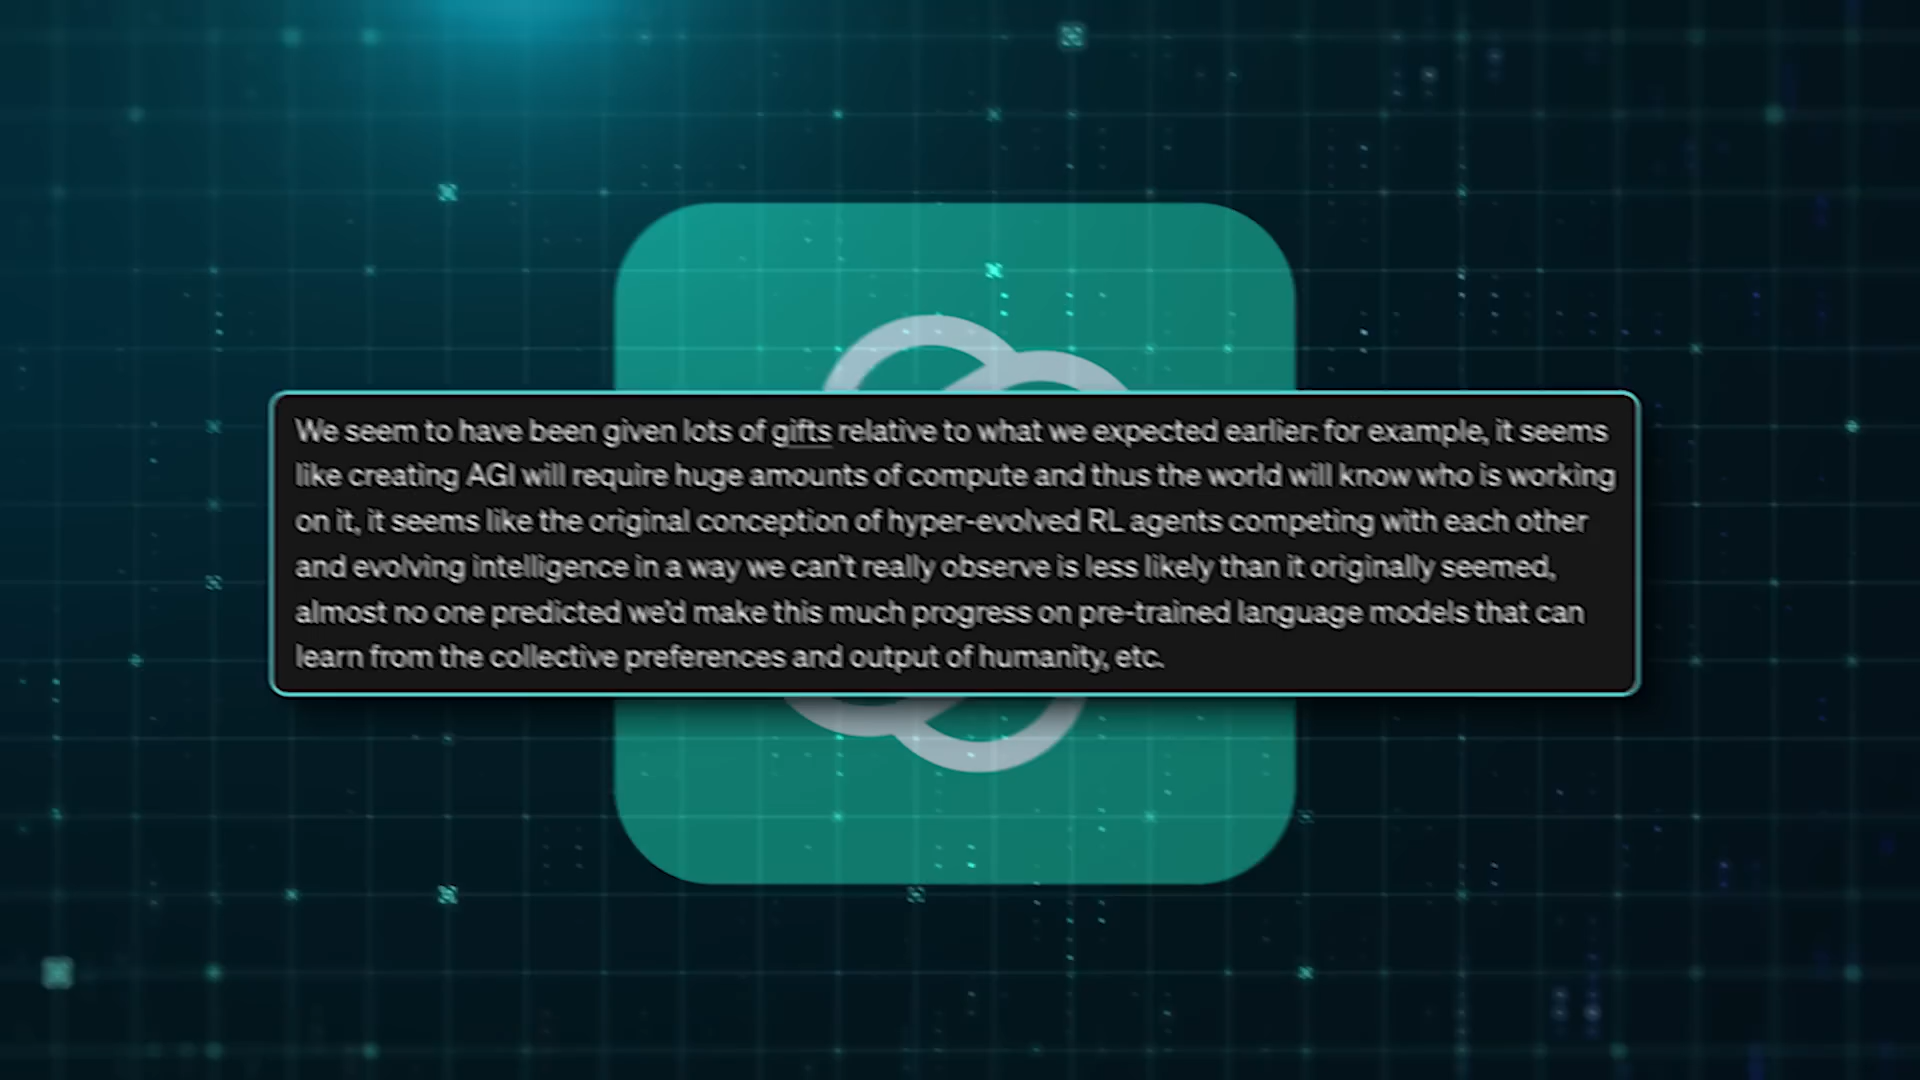 We seem to have been given lots of gifts relative to what we expected earlier: for example, it seems
like creating AGI will require huge amounts of compute and thus the world will know who is working
on it, it seems like the original conception of hyper-evolved RL agents competing with each other
and evolving intelligence in a way we can't really observe is less likely than it originally seemed,
almost no one predicted we'd make this much progress on pre-trained language models that can
learn from the collective preferences and output of humanity, etc.